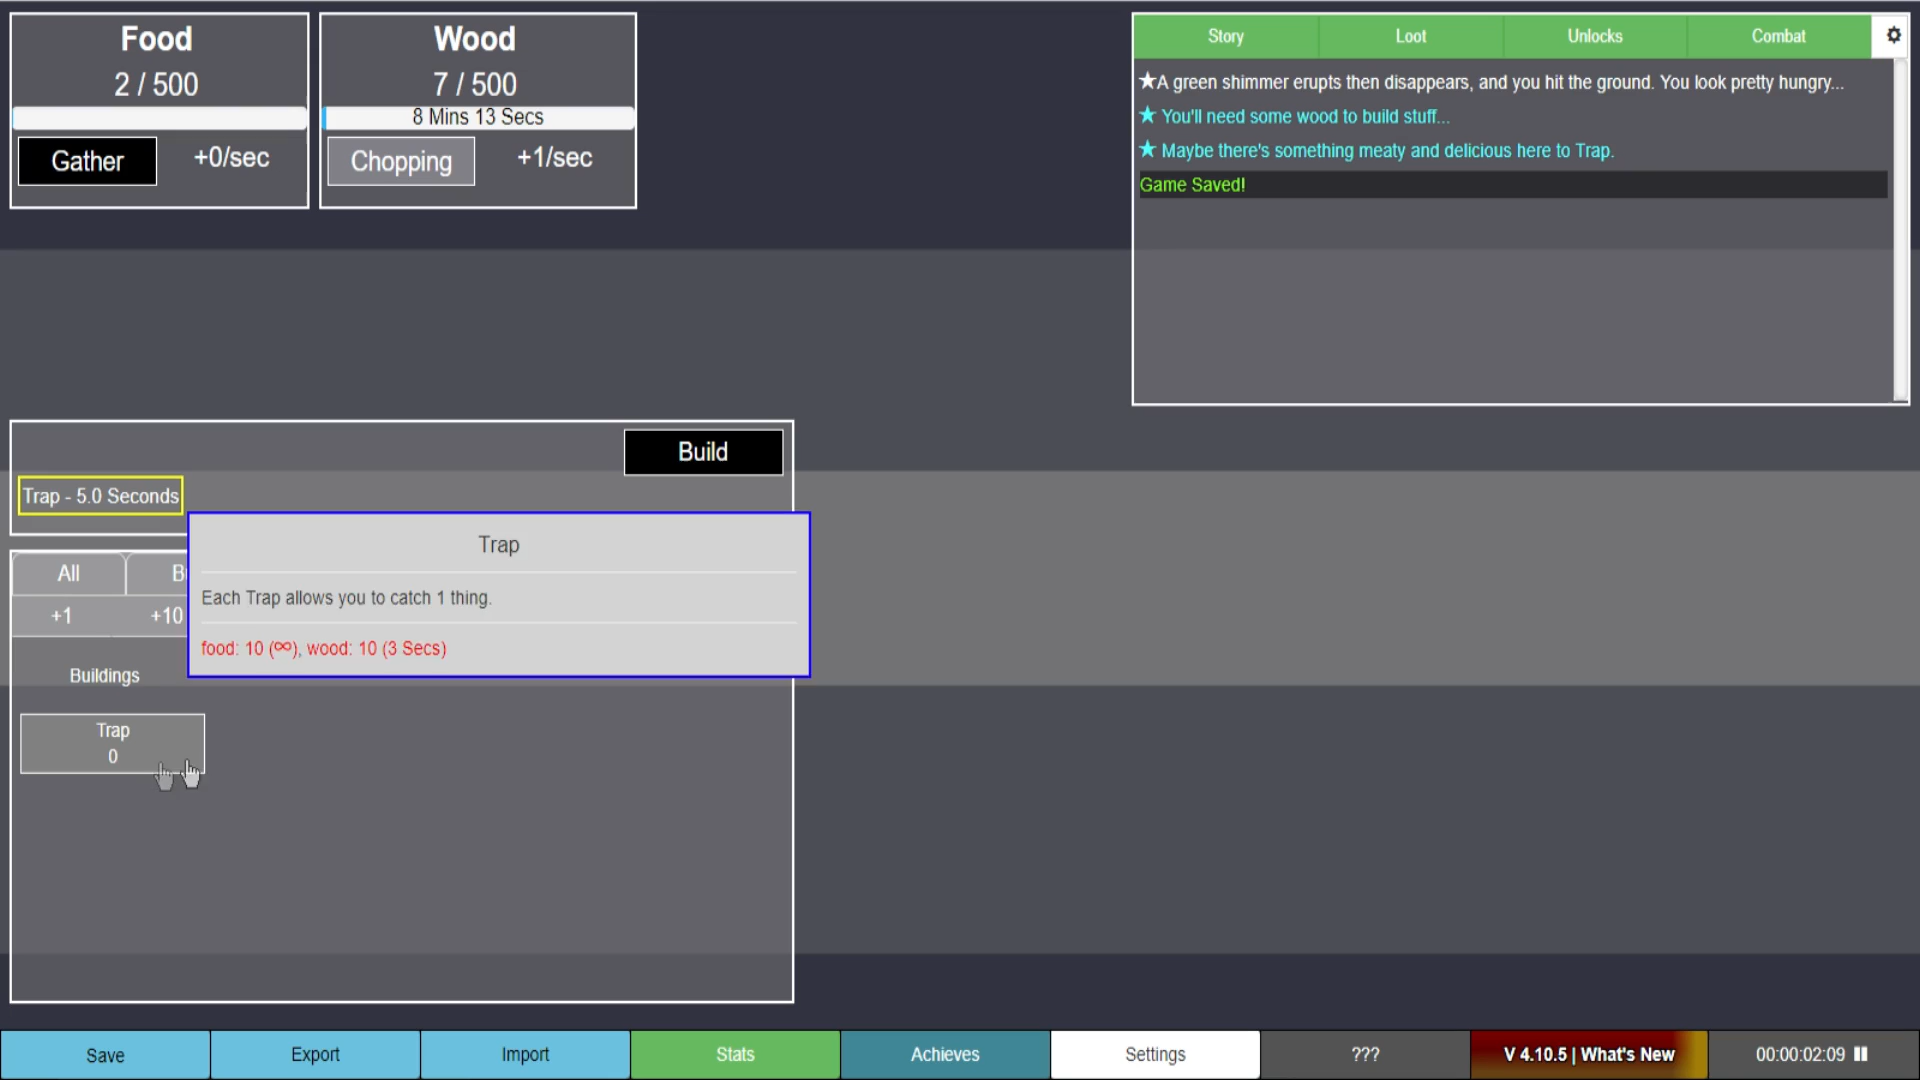 Food
2 / 500
Gather
+0/sec
Wood
7 / 500
8 Mins 13 Secs
Chopping
+1/sec
Story
Loot
Unlocks
Combat
★A green shimmer erupts then disappears, and you hit the ground. You look pretty hungry...
★ You'll need some wood to build stuff...
★ Maybe there's something meaty and delicious here to Trap.
Game Saved!
Build
Trap - 5.0 Seconds
All
+1
+10
Trap
Each Trap allows you to catch 1 thing.
food: 10 (∞), wood: 10 (3 Secs)
Buildings
Trap
0
Save
Export
Import
Stats
Achieves
Settings
???
V 4.10.5 | What's New
00:00:02:09